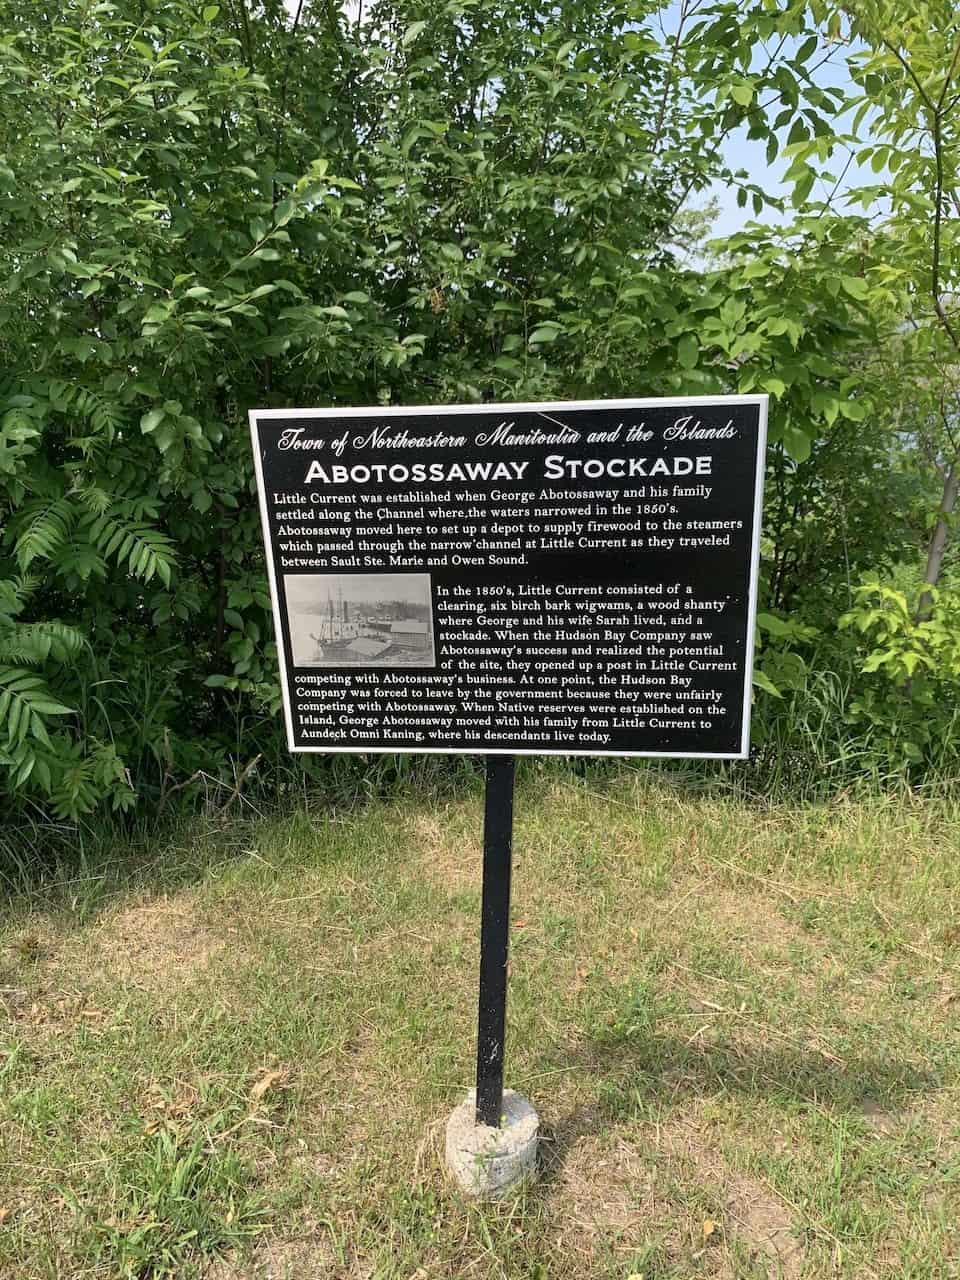 Town of Northeastern Manitoulin and the Islands
ABOTOSSAWAY STOCKADE
Little Current was established when George Abotossaway and his family
settled along the Channel where,the waters narrowed in the 1850's.
Abotossaway moved here to set up a depot to supply firewood to the steamers
which passed through the narrow channel at Little Current as they traveled
between Sault Ste. Marie and Owen Sound.
In the 1850's, Little Current consisted of a
clearing, six birch bark wigwams, a wood shanty
where George and his wife Sarah lived, and a
stockade. When the Hudson Bay Company saw
Abotossaway's success and realized the potential
of the site, they opened up a post in Little Current
competing with Abotossaway's business. At one point, the Hudson Bay
Company was forced to leave by the government because they were unfairly
competing with Abotossaway. When Native reserves were established on the
Island, George Abotossaway moved with his family from Little Current to
Aundeck Omni Kaning, where his descendants live today.